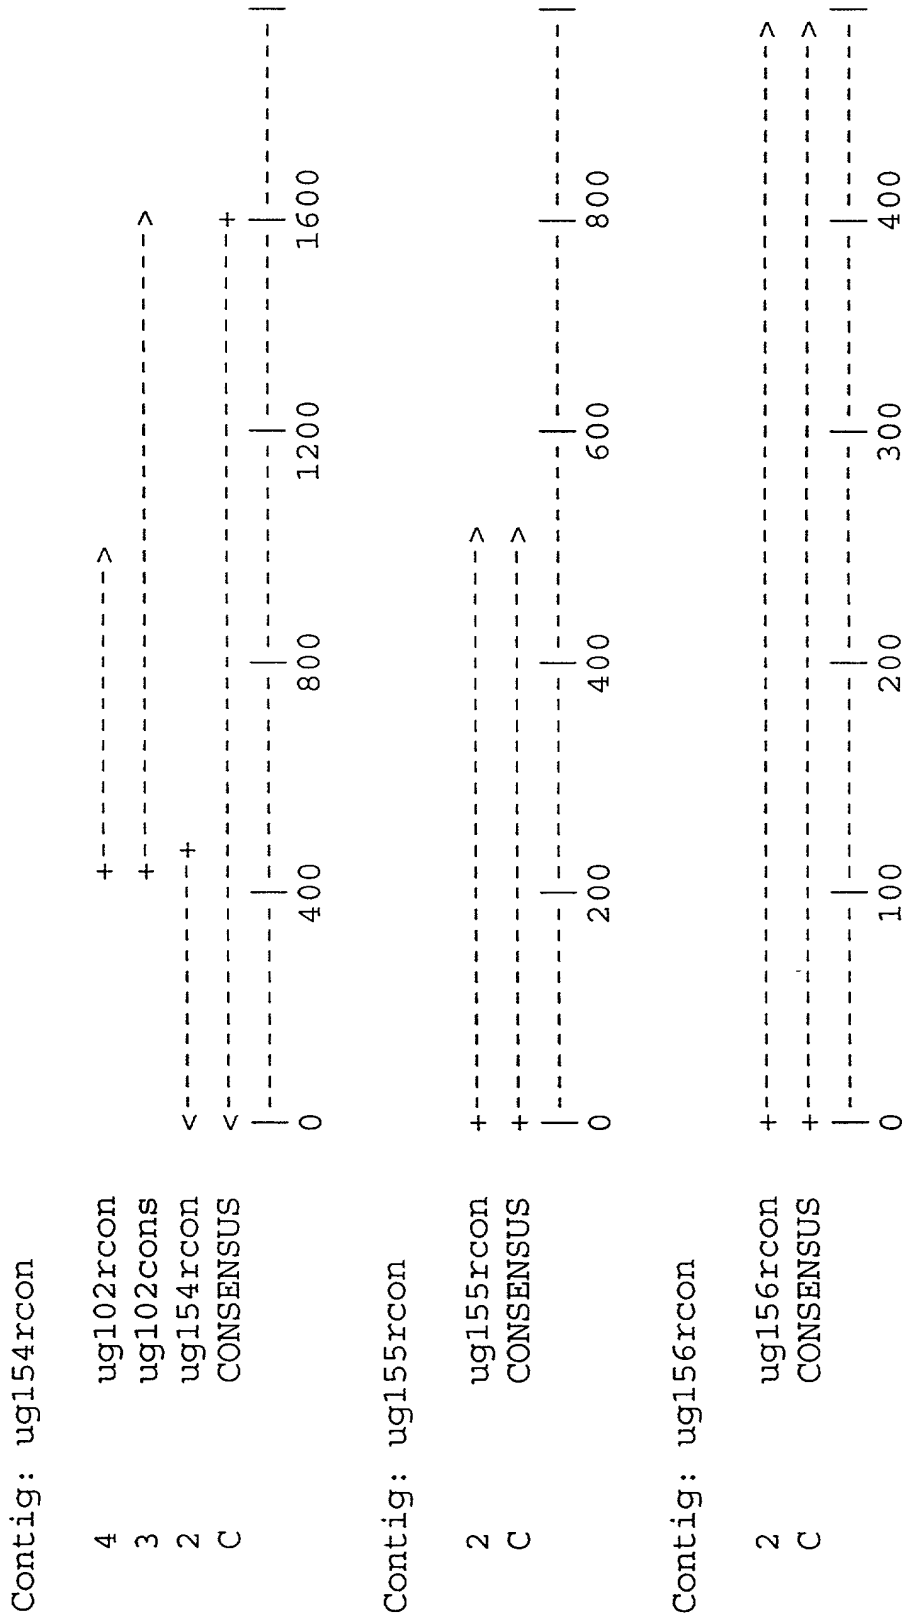 Contig: ug154rcon
4 ug102rcon +------------->
3 ug102cons +---------------------------->
2 ug154rcon <-----------+
C CONSENSUS <---------------------------------------+
|---------|---------|---------|---------|---------|
0 400 800 1200 1600
Contig: ug155rcon
2 ug155rcon +------------------------->
C CONSENSUS +------------------------->
|---------|---------|---------|---------|---------|
0 200 400 600 800
Contig: ug156rcon
2 ug156rcon +------------------------------------------------>
C CONSENSUS +------------------------------------------------>
|---------|---------|---------|---------|---------|
0 100 200 300 400